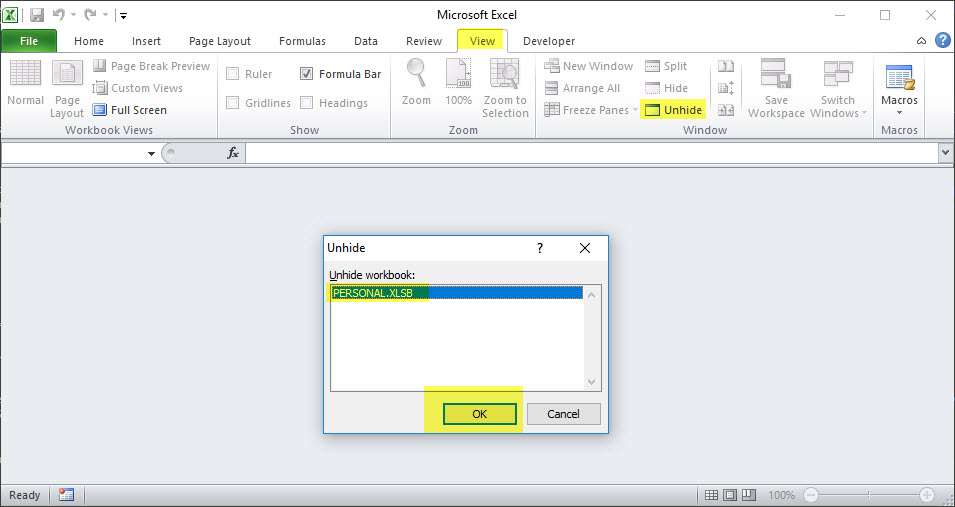 Microsoft Excel
File Home Insert Page Layout Formulas Data Review View Developer
Normal Page Layout Page Break Preview Custom Views Full Screen
Workbook Views
Ruler Formula Bar Gridlines Headings
Show
Zoom 100% Zoom to Selection
Zoom
New Window Arrange All Freeze Panes Split Hide Unhide Save Workspace Switch Windows
Window
Macros
Macros
fx
Unhide ?
Unhide workbook:
PERSONAL.XLSB
OK Cancel
Ready 100%